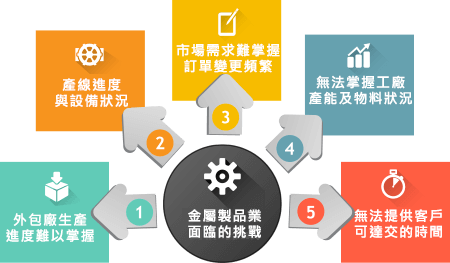 市場需求難掌握
訂單變更頻繁
產線進度
與設備狀況
無法掌握工廠
產能及物料狀況
3
2
4
外包廠生產
進度難以掌握
1
金屬製品業
面臨的挑戰
5
無法提供客戶
可達交的時間